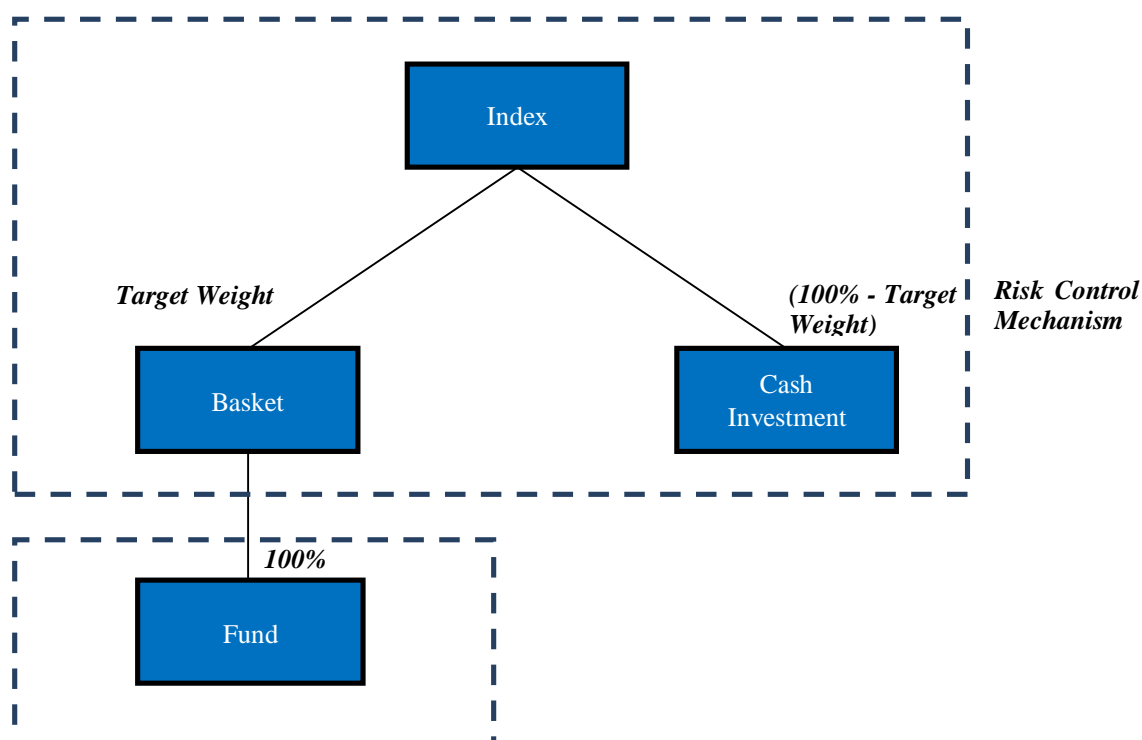 Index
Target Weight
(100% - Target
Weight)
Risk Control
Mechanism
Basket
Cash
Investment
100%
Fund